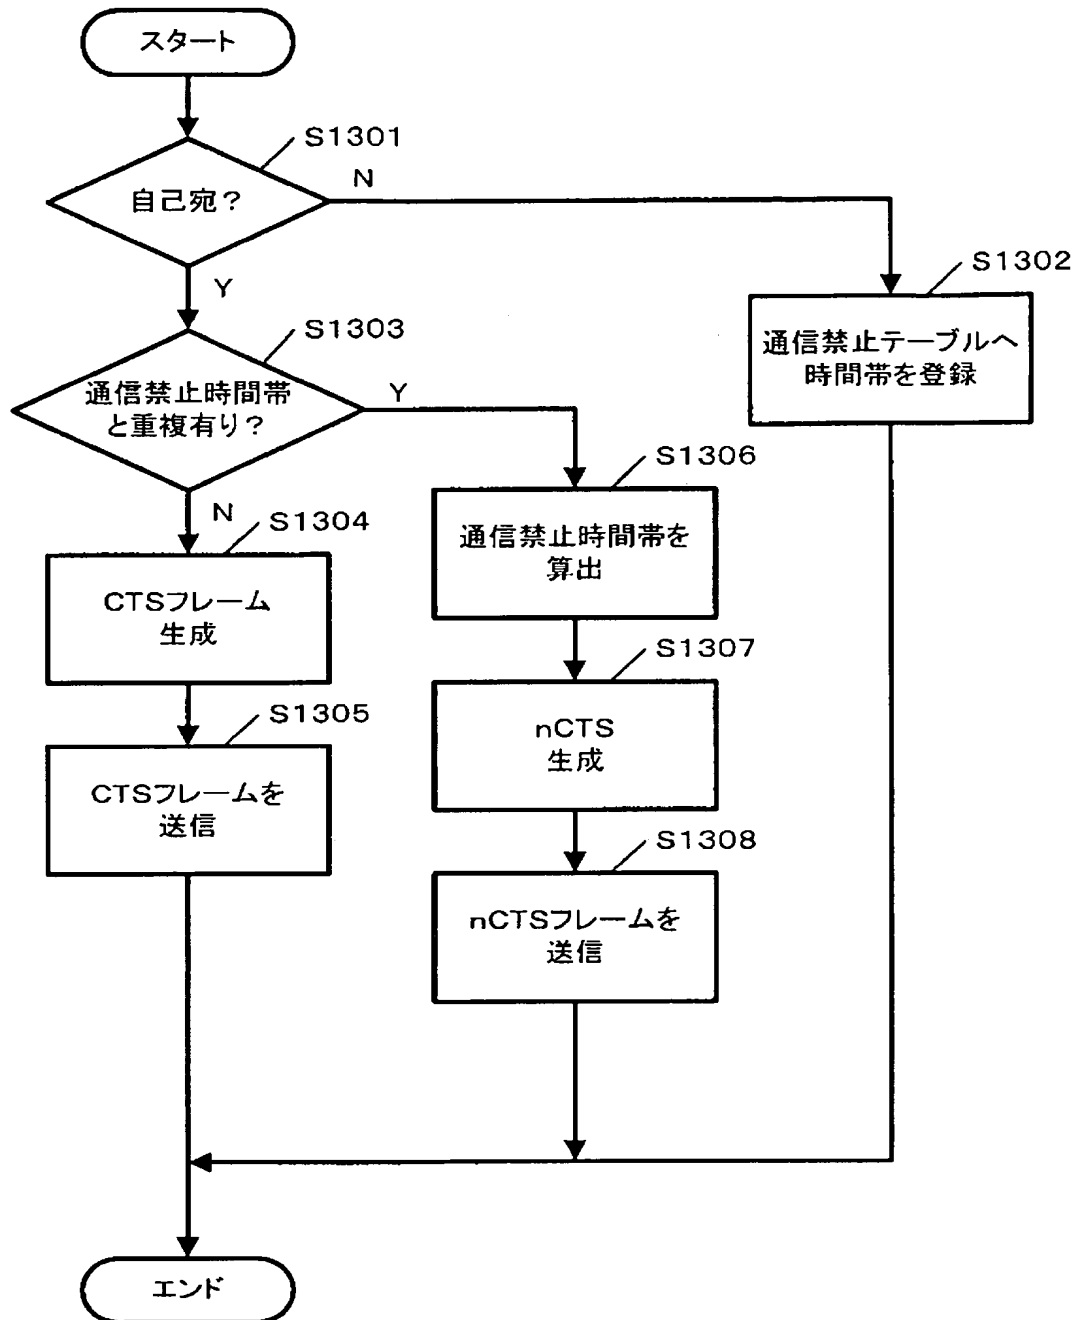 スタート
S1301
自己宛？
N
Y
S1302
通信禁止テーブルへ
時間帯を登録
S1303
通信禁止時間帯
と重複有り？
Y
N
S1304
CTSフレーム
生成
S1305
CTSフレームを
送信
S1306
通信禁止時間帯を
算出
S1307
nCTS
生成
S1308
nCTSフレームを
送信
エンド